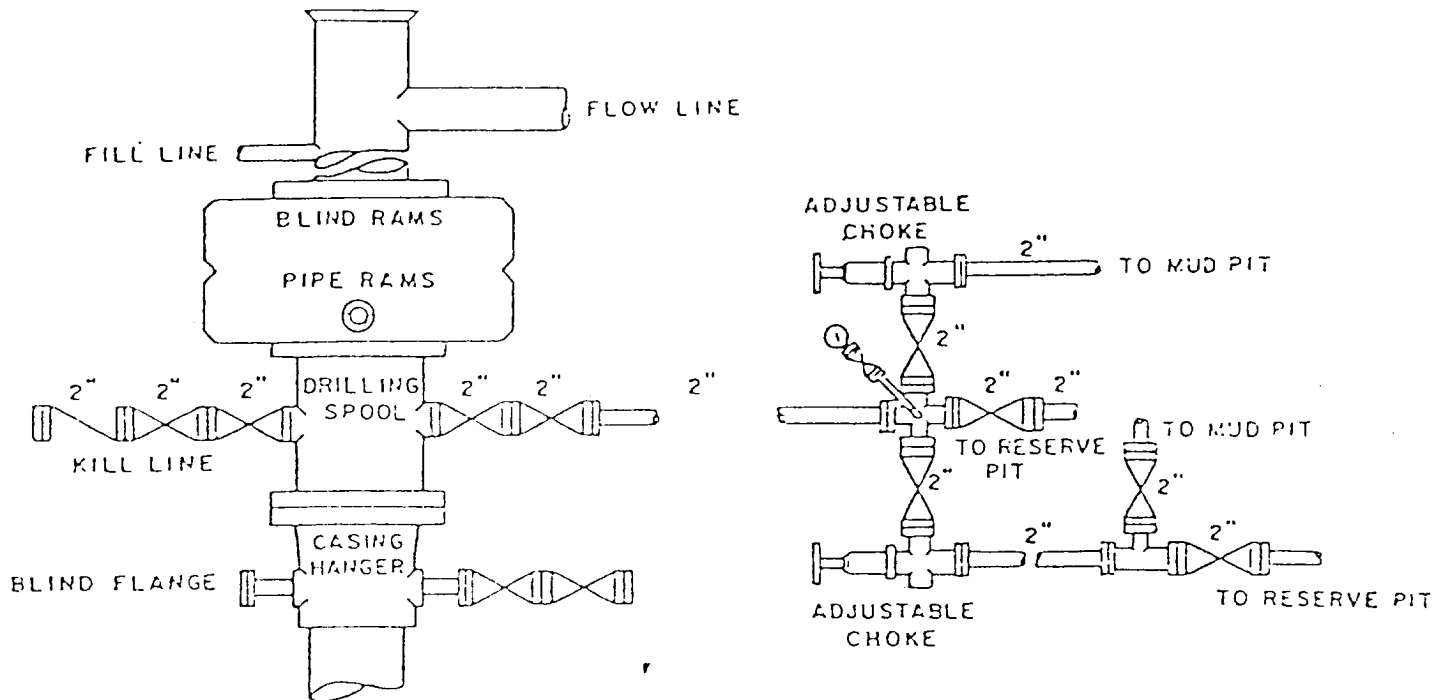 FLOW LINE
FILL LINE
BLIND RAMS
PIPE RAMS
2" 2" 2" DRILLING 2" 2" 2"
SPOOL
KILL LINE
CASING
HANGER
BLIND FLANGE
ADJUSTABLE
CHOKE
2"
TO MUD PIT
2"
2" 2"
TO RESERVE
PIT
TO MUD PIT
2"
2"
2"
2"
TO RESERVE PIT
ADJUSTABLE
CHOKE